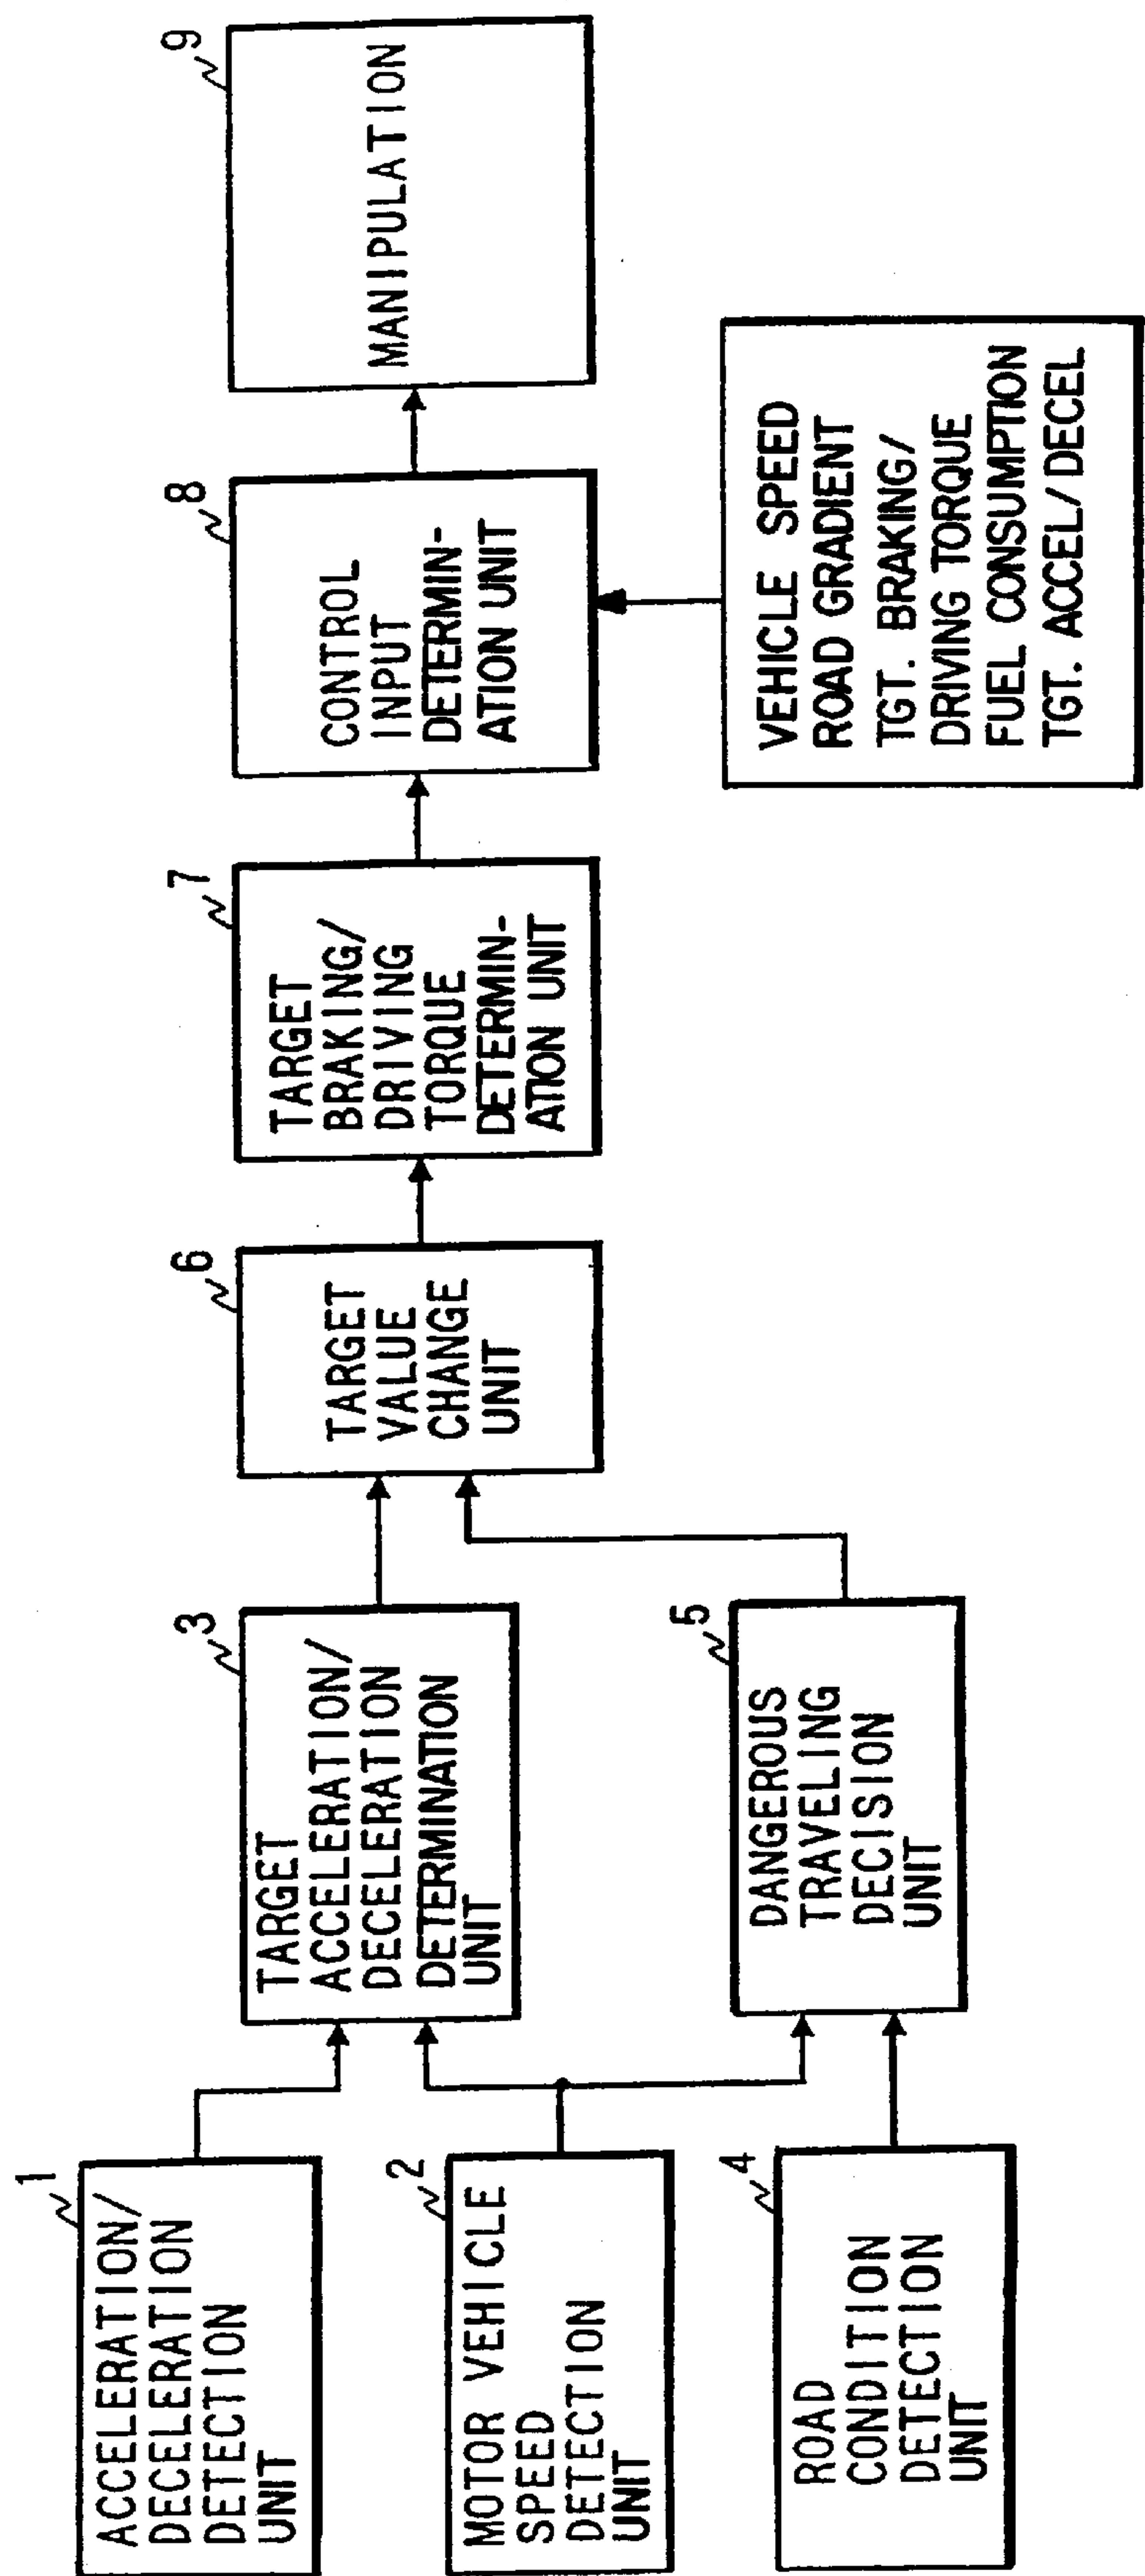 1
ACCELERATION/
DECELERATION
DETECTION
UNIT
2
MOTOR VEHICLE
SPEED
DETECTION
UNIT
4
ROAD
CONDITION
DETECTION
UNIT
3
TARGET
ACCELERATION/
DECELERATION
DETERMINATION
UNIT
5
DANGEROUS
TRAVELING
DECISION
UNIT
6
TARGET
VALUE
CHANGE
UNIT
7
TARGET
BRAKING/
DRIVING
TORQUE
DETERMIN-
ATION UNIT
8
CONTROL
INPUT
DETERMIN-
ATION UNIT
VEHICLE SPEED
ROAD GRADIENT
TGT. BRAKING/
DRIVING TORQUE
FUEL CONSUMPTION
TGT. ACCEL/DECEL
9
MANIPULATION